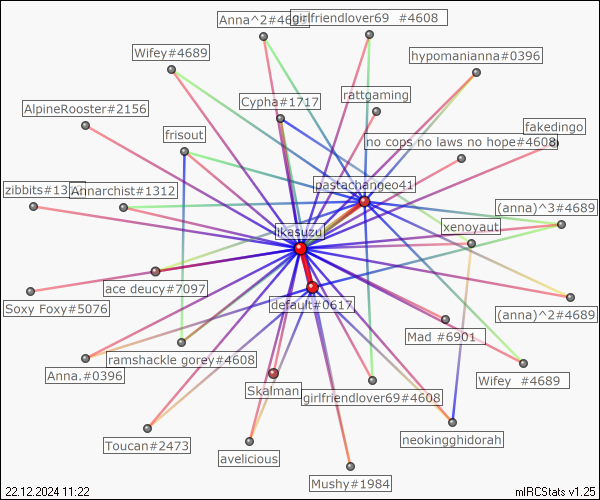 Anna^2#4689
girlfriendlover69 #4608
Wifey#4689
hypomanianna#0396
AlpineRooster#2156
Cypha#1717
rattgaming
frisout
no cops no laws no hope#4608
fakedingo
zibbits#13
Annarchist#1312
pastachangeo41
(anna)^3#4689
ikasuzu
xenoyaut
ace deucy#7097
default#0617
Soxy Foxy#5076
(anna)^2#4689
Mad #6901
ramshackle gorey#4608
Anna.#0396
Wifey #4689
Skalman
girlfriendlover69#4608
Toucan#2473
neokingghidorah
avelicious
Mushy#1984
22.12.2024 11:22
mIRCStats v1.25